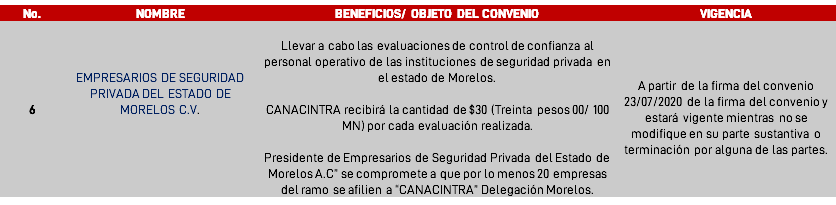 No. NOMBRE BENEFICIOS/ OBJETO DEL CONVENIO VIGENCIA
6
EMPRESARIOS DE SEGURIDAD
PRIVADA DEL ESTADO DE
MORELOS C.V.
Llevar a cabo las evaluaciones de control de confianza al
personal operativo de las instituciones de seguridad privada en
el estado de Morelos.
CANACINTRA recibirá la cantidad de $30 (Treinta pesos 00/ 100
MN) por cada evaluación realizada.
Presidente de Empresarios de Seguridad Privada del Estado de
Morelos A.C" se compromete a que por lo menos 20 empresas
del ramo se afilien a "CANACINTRA" Delegación Morelos.
A partir de la firma del convenio
23/07/2020 de la firma del convenio y
estará vigente mientras no se
modifique en su parte sustantiva o
terminación por alguna de las partes.